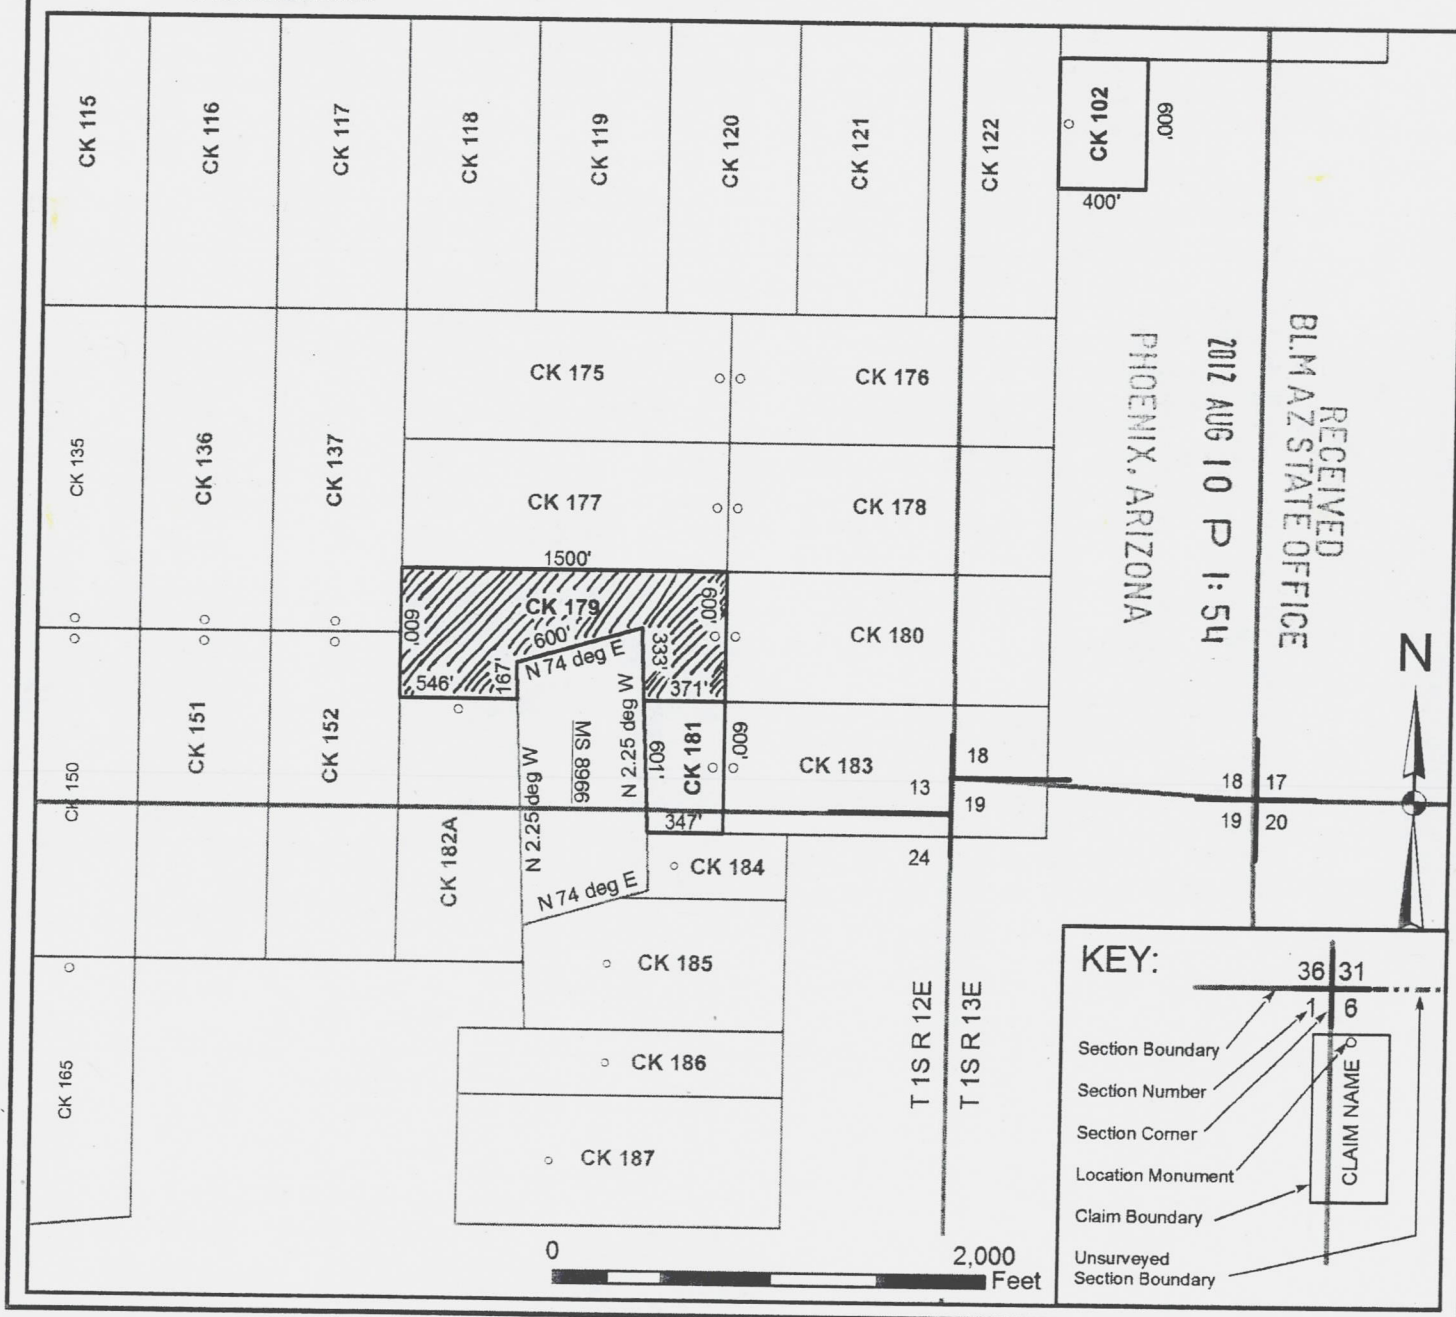 CK 115
CK 116
CK 117
CK 118
CK 119
CK 120
CK 121
CK 122
CK 102
600'
400'
RECEIVED
BLM AZ STATE OFFICE
2012 AUG 10 P 1:54
PHOENIX, ARIZONA
CK 175
CK 176
CK 135
CK 136
CK 137
CK 177
CK 178
1500'
CK 179
600'
600'
600'
N 74 deg E
546'
167'
333'
371'
CK 180
CK 150
CK 151
CK 152
N 2.25 deg W
MS 8966
N 2.25 deg W
601'
CK 181
600'
347'
CK 183
13
18
19
24
18
17
19
20
N
CK 182A
N 74 deg E
CK 184
CK 185
CK 186
CK 187
CK 165
T 1S R 12E
T 1S R 13E
0
2,000
Feet
KEY:
36
31
1
6
Section Boundary
Section Number
Section Corner
Location Monument
Claim Boundary
Unsurveyed
Section Boundary
CLAIM NAME